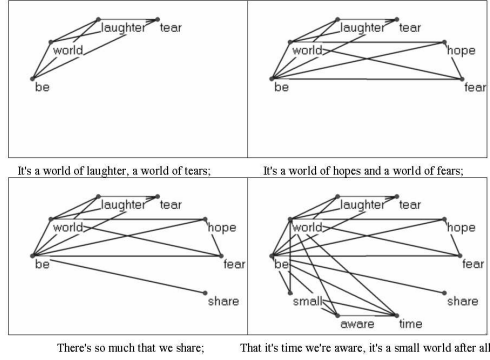 laughter tear
world
be
laughter tear
world hope
be fear
It's a world of laughter, a world of tears;
It's a world of hopes and a world of fears;
laughter tear
world hope
be fear
share
laughter tear
world hope
be fear
small share
aware time
There's so much that we share;
That it's time we're aware, it's a small world after all